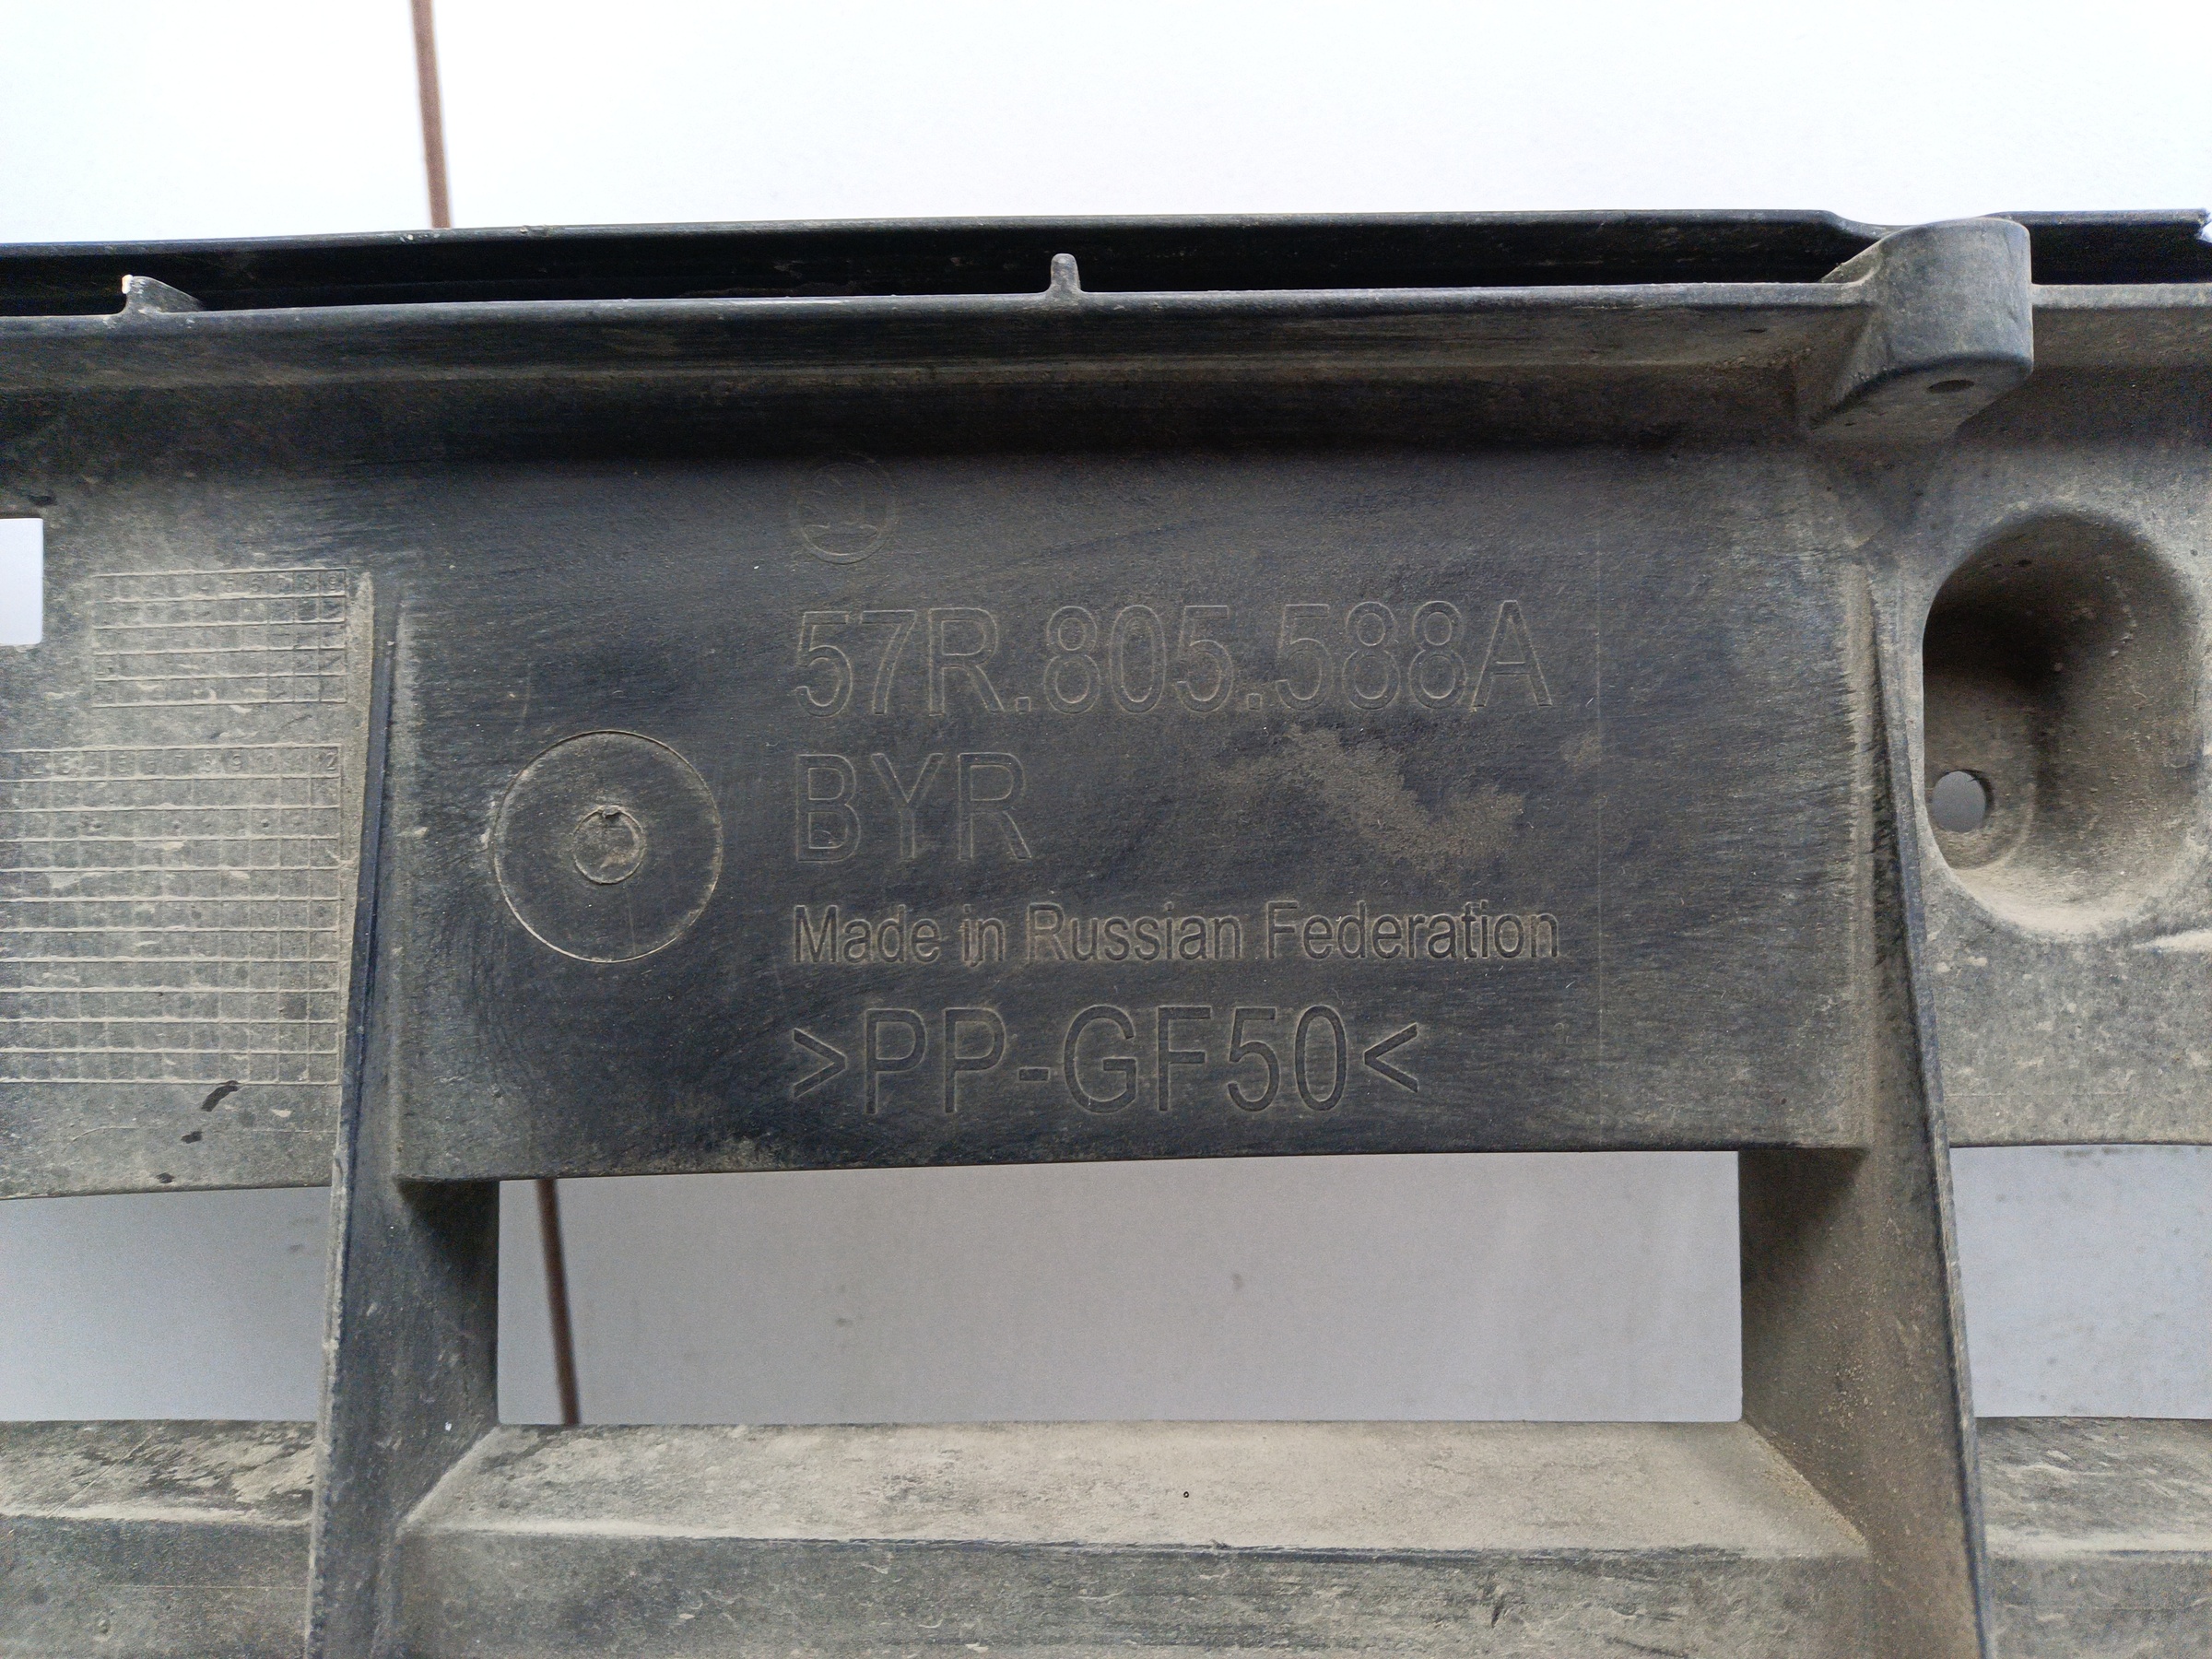 57R.805.588A
BYR
Made in Russian Federation
>PP-GF50<